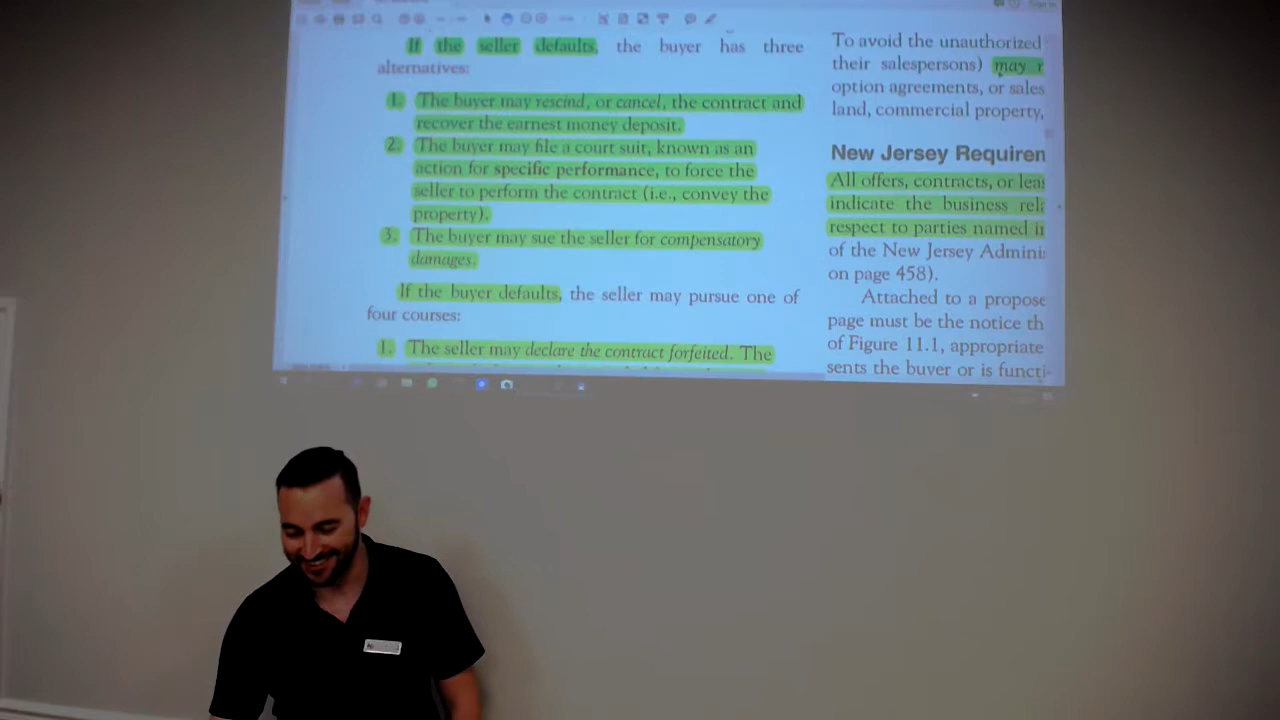 Sign in
If the seller defaults, the buyer has three
alternatives:
1. The buyer may rescind, or cancel, the contract and
recover the earnest money deposit.
2. The buyer may file a court suit, known as an
action for specific performance, to force the
seller to perform the contract (i.e., convey the
property).
3. The buyer may sue the seller for compensatory
damages.
If the buyer defaults, the seller may pursue one of
four courses:
1. The seller may declare the contract forfeited. The
To avoid the unauthorized
their salespersons) may
option agreements, or sales
land, commercial property,
New Jersey Requiren
All offers, contracts, or leas
indicate the business rela
respect to parties named in
of the New Jersey Adminis
on page 458).
Attached to a propose
page must be the notice th
of Figure 11.1, appropriate
sents the buyer or is functi